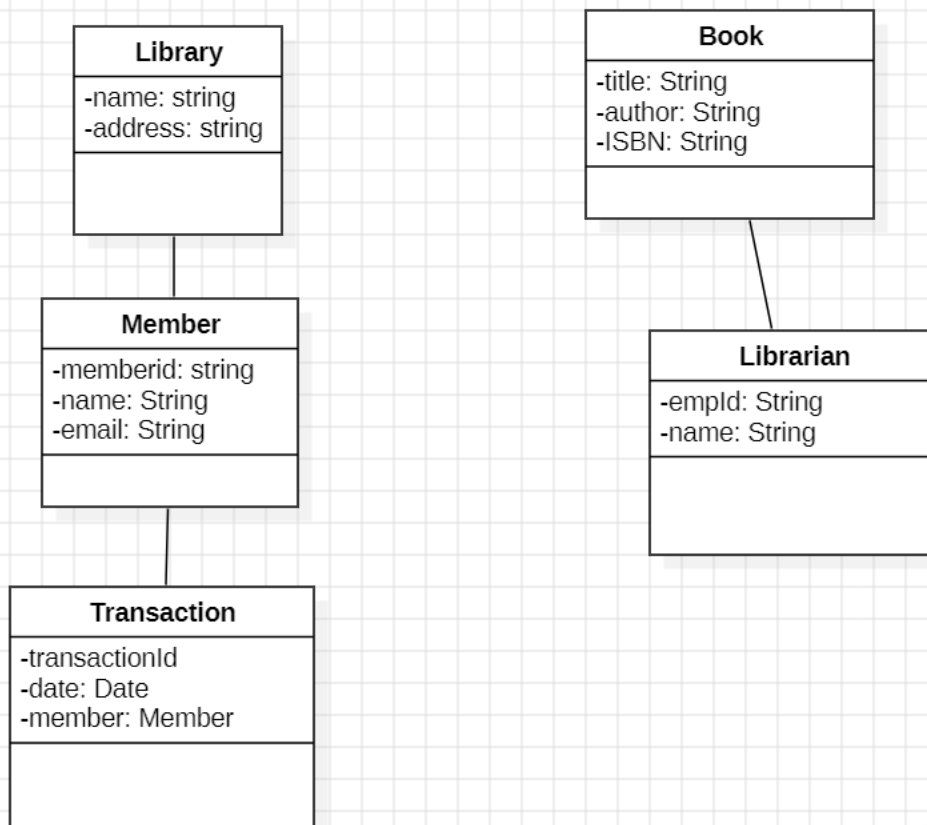 Library
-name: string
-address: string
Member
-memberid: string
-name: String
-email: String
Transaction
-transactionId
-date: Date
-member: Member
Book
-title: String
-author: String
-ISBN: String
Librarian
-empId: String
-name: String